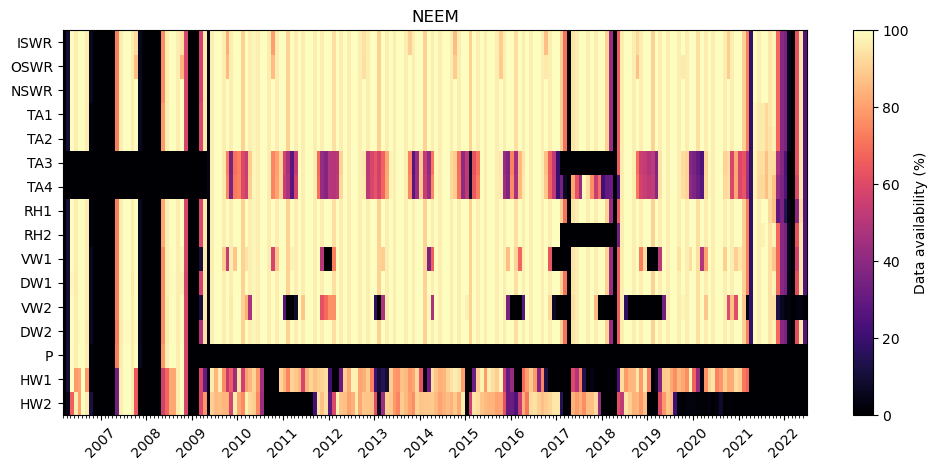 NEEM
ISWR
OSWR
NSWR
TA1
TA2
TA3
TA4
RH1
RH2
VW1
DW1
VW2
DW2
P
HW1
HW2
2007
2008
2009
2010
2011
2012
2013
2014
2015
2016
2017
2018
2019
2020
2021
2022
100
80
60
40
20
0
Data availability (%)